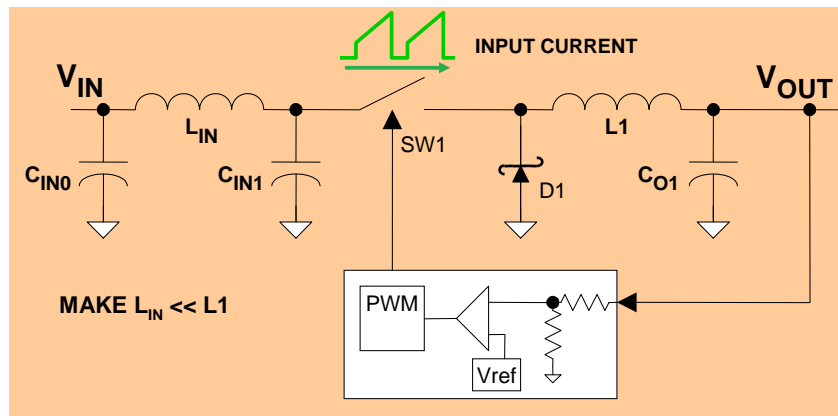 INPUT CURRENT
VIN
VOUT
LIN
SW1
L1
CIN0
CIN1
D1
CO1
MAKE LIN << L1
PWM
Vref